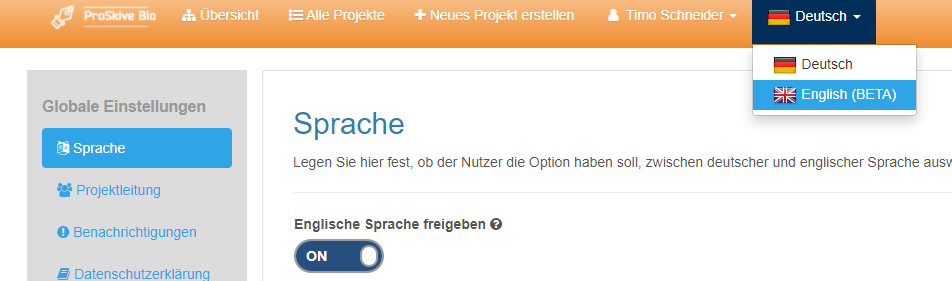 ProSkive Bio
Übersicht
Alle Projekte
Neues Projekt erstellen
Timo Schneider
Deutsch
Deutsch
English (BETA)
Globale Einstellungen
Sprache
Projektleitung
Benachrichtigungen
Datenschutzerklärung
Sprache
Legen Sie hier fest, ob der Nutzer die Option haben soll, zwischen deutscher und englischer Sprache ausw
Englische Sprache freigeben
ON